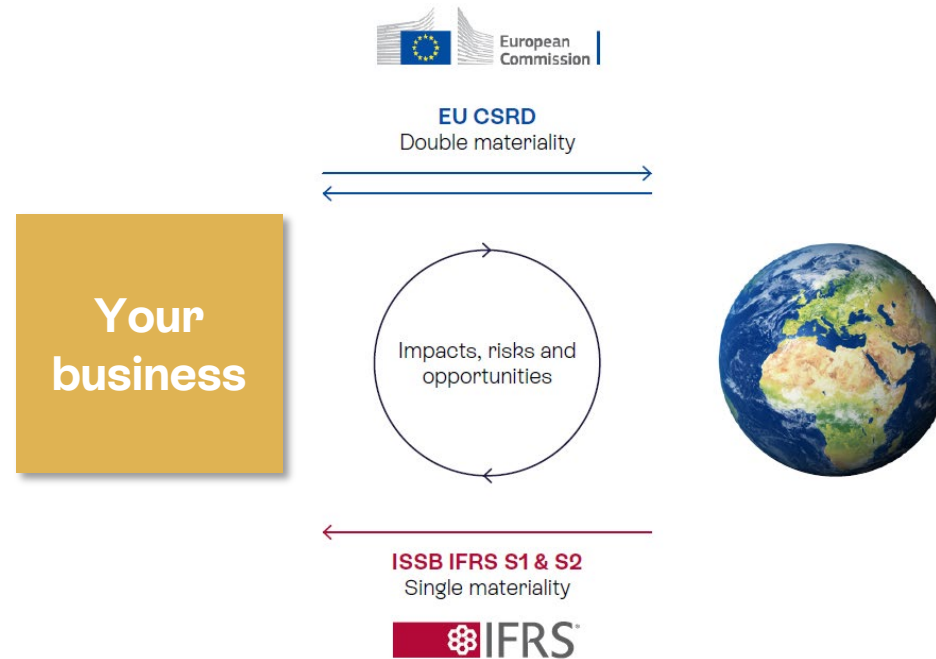 European
Commission
EU CSRD
Double materiality
Your
business
Impacts, risks and
opportunities
ISSB IFRS S1 & S2
Single materiality
IFRS